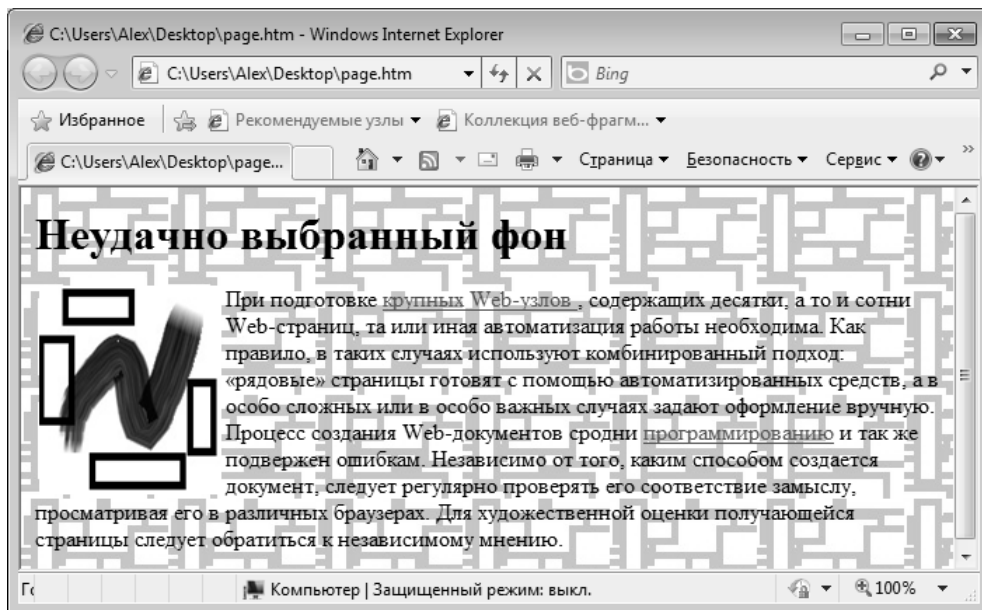 C:\Users\Alex\Desktop\page.htm - Windows Internet Explorer
C:\Users\Alex\Desktop\page.htm
Bing
Избранное
Рекомендуемые узлы
Коллекция веб-фрагм...
C:\Users\Alex\Desktop\page...
Страница
Безопасность
Сервис
Неудачно выбранный фон
При подготовке крупных Web-узлов , содержащих десятки, а то и сотни
Web-страниц, та или иная автоматизация работы необходима. Как
правило, в таких случаях используют комбинированный подход:
«рядовые» страницы готовят с помощью автоматизированных средств, а в
особо сложных или в особо важных случаях задают оформление вручную.
Процесс создания Web-документов сродни программированию и так же
подвержен ошибкам. Независимо от того, каким способом создается
документ, следует регулярно проверять его соответствие замыслу,
просматривая его в различных браузерах. Для художественной оценки получающейся
страницы следует обратиться к независимому мнению.
Компьютер | Защищенный режим: выкл.
100%